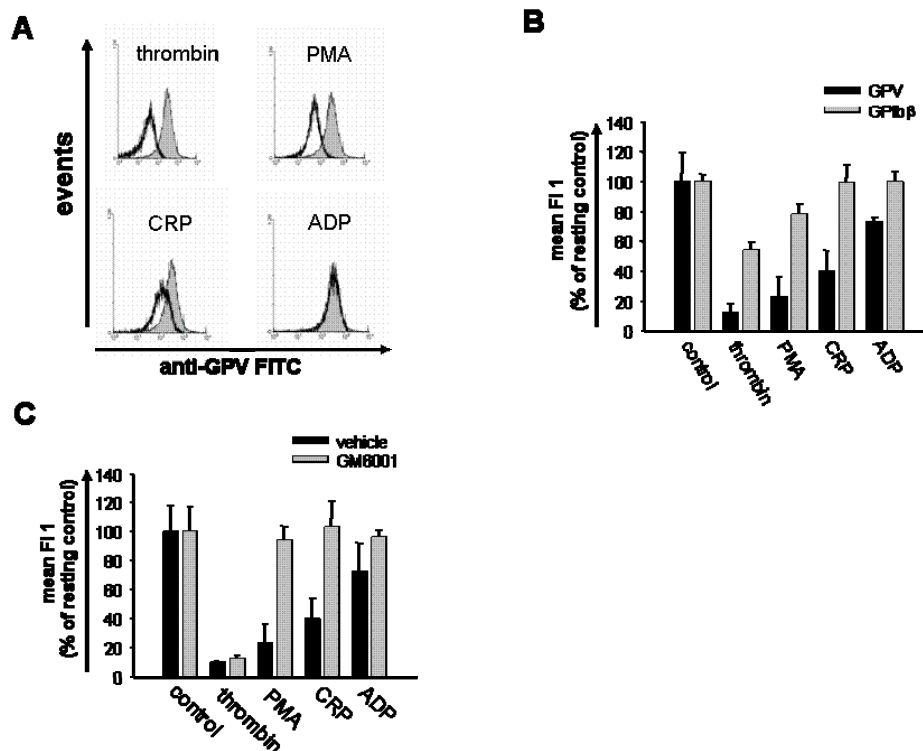 A
thrombin
PMA
CRP
ADP
events
anti-GPV FITC
B
GPV
GPIbβ
mean FI 1
(% of resting control)
140
120
100
80
60
40
20
0
control
thrombin
PMA
CRP
ADP
C
vehicle
GM6001
mean FI 1
(% of resting control)
140
120
100
80
60
40
20
0
control
thrombin
PMA
CRP
ADP